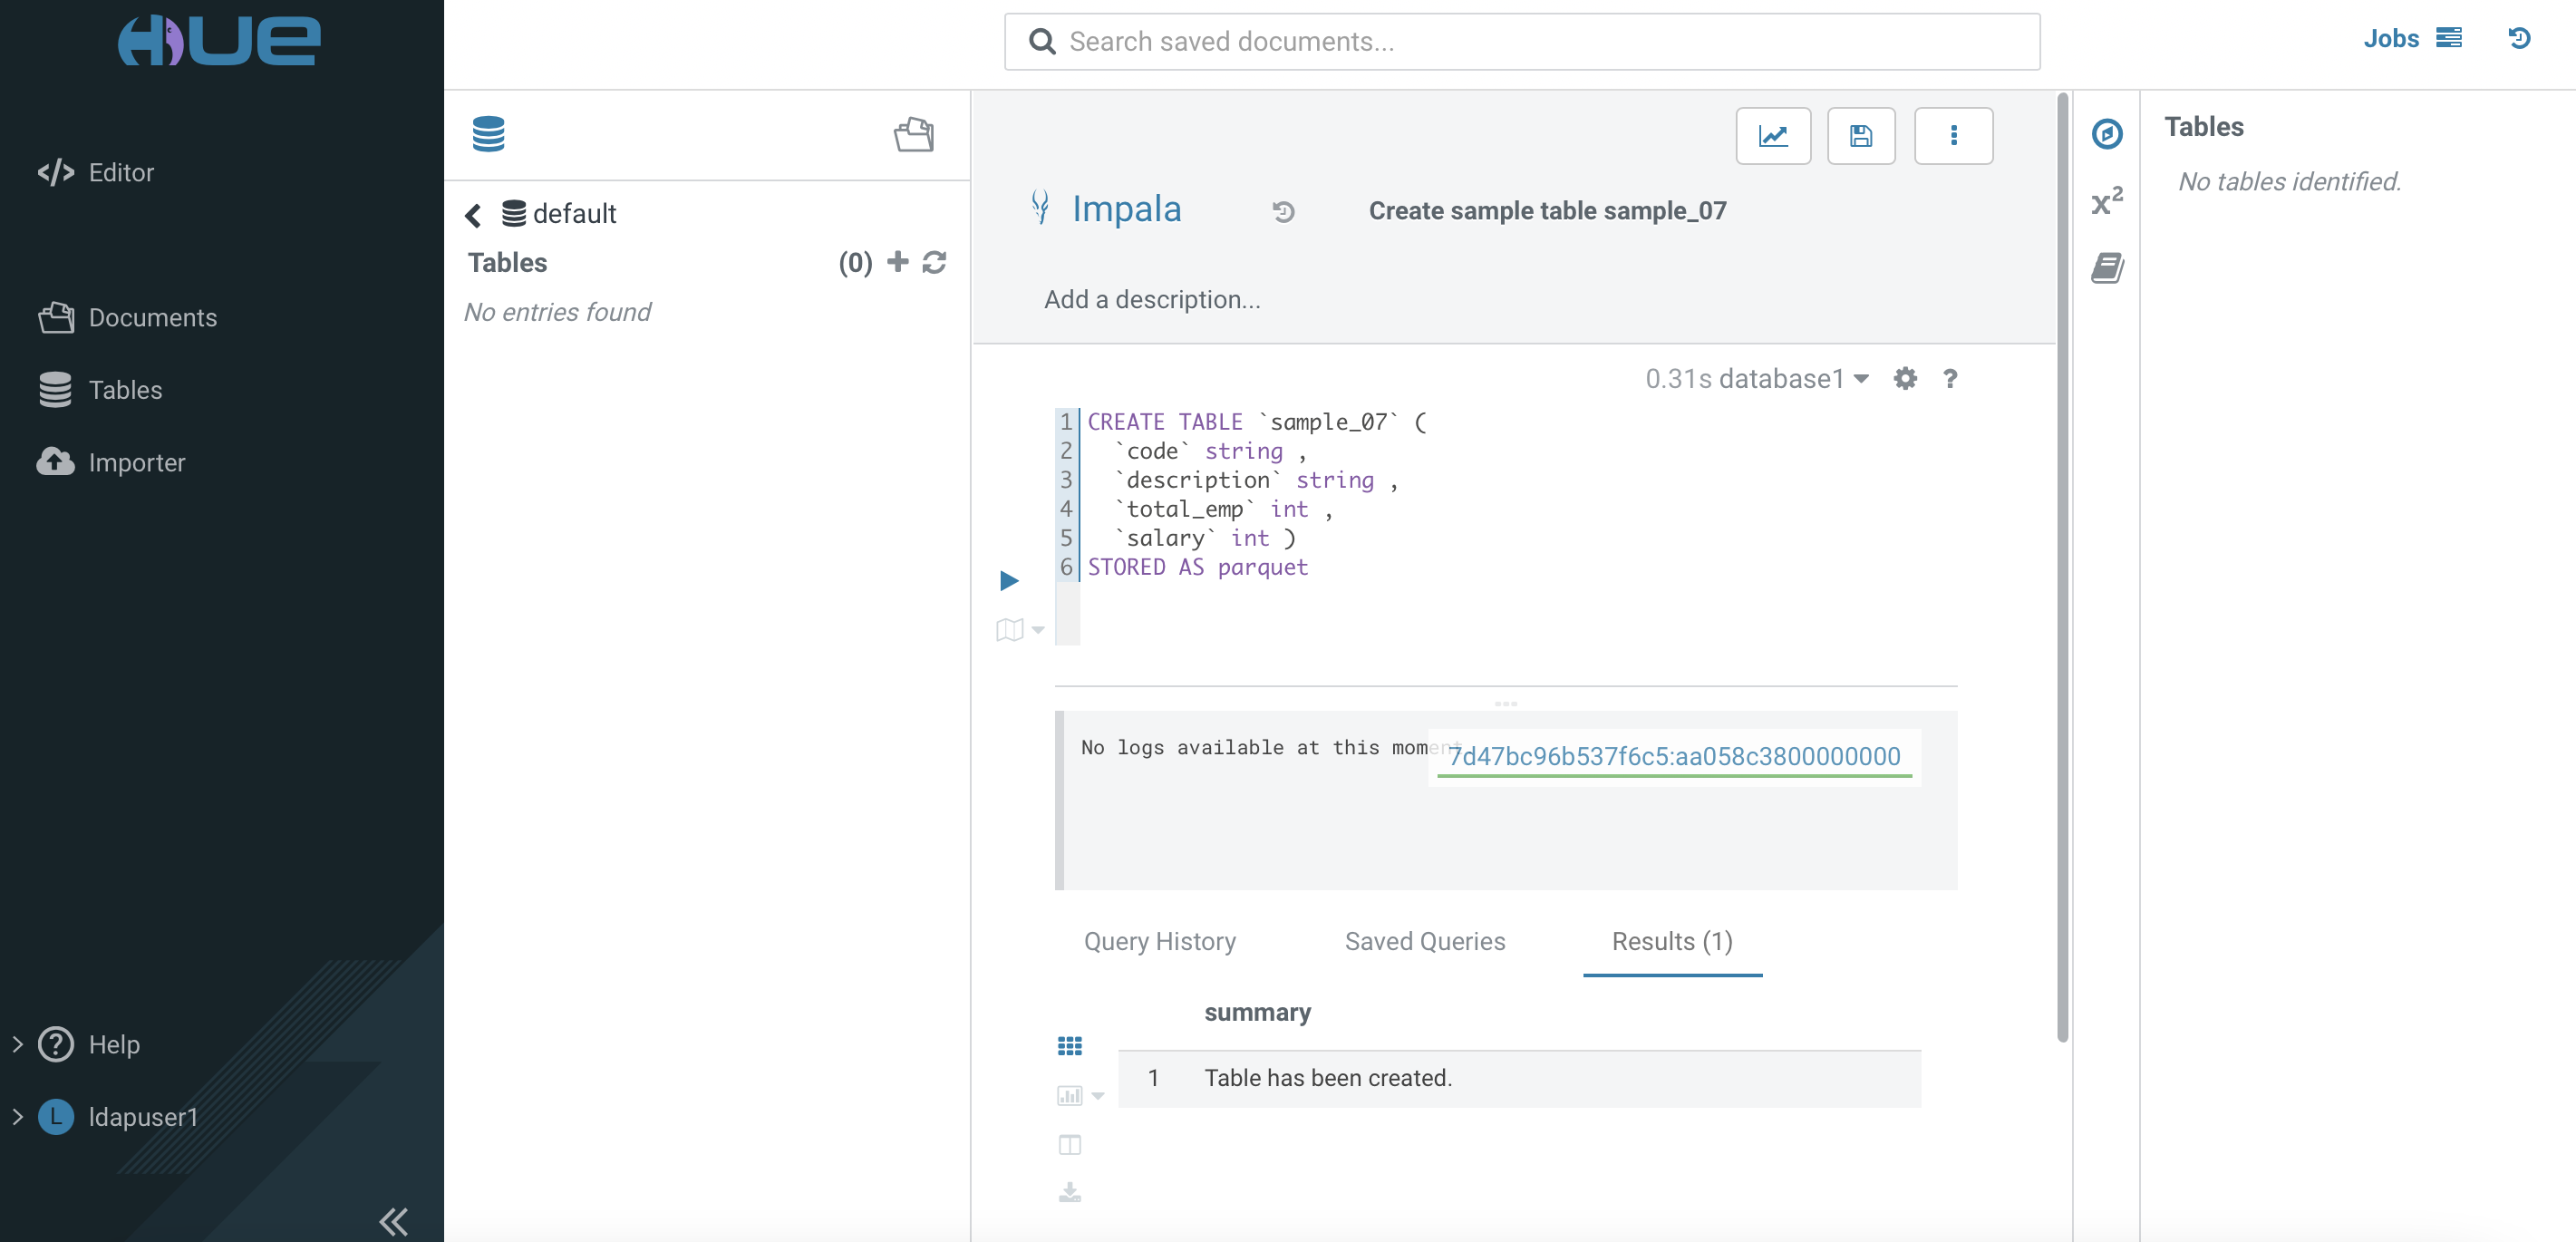 HUE
Search saved documents...
Jobs
Editor
Documents
Tables
Importer
Help
L ldapuser1
default
Tables (0)
No entries found
Impala
Create sample table sample_07
Add a description...
0.31s database1 ?
1 CREATE TABLE `sample_07` (
2 `code` string ,
3 `description` string ,
4 `total_emp` int ,
5 `salary` int )
6 STORED AS parquet
No logs available at this moment
7d47bc96b537f6c5:aa058c3800000000
Query History Saved Queries Results (1)
summary
1 Table has been created.
x²
Tables
No tables identified.